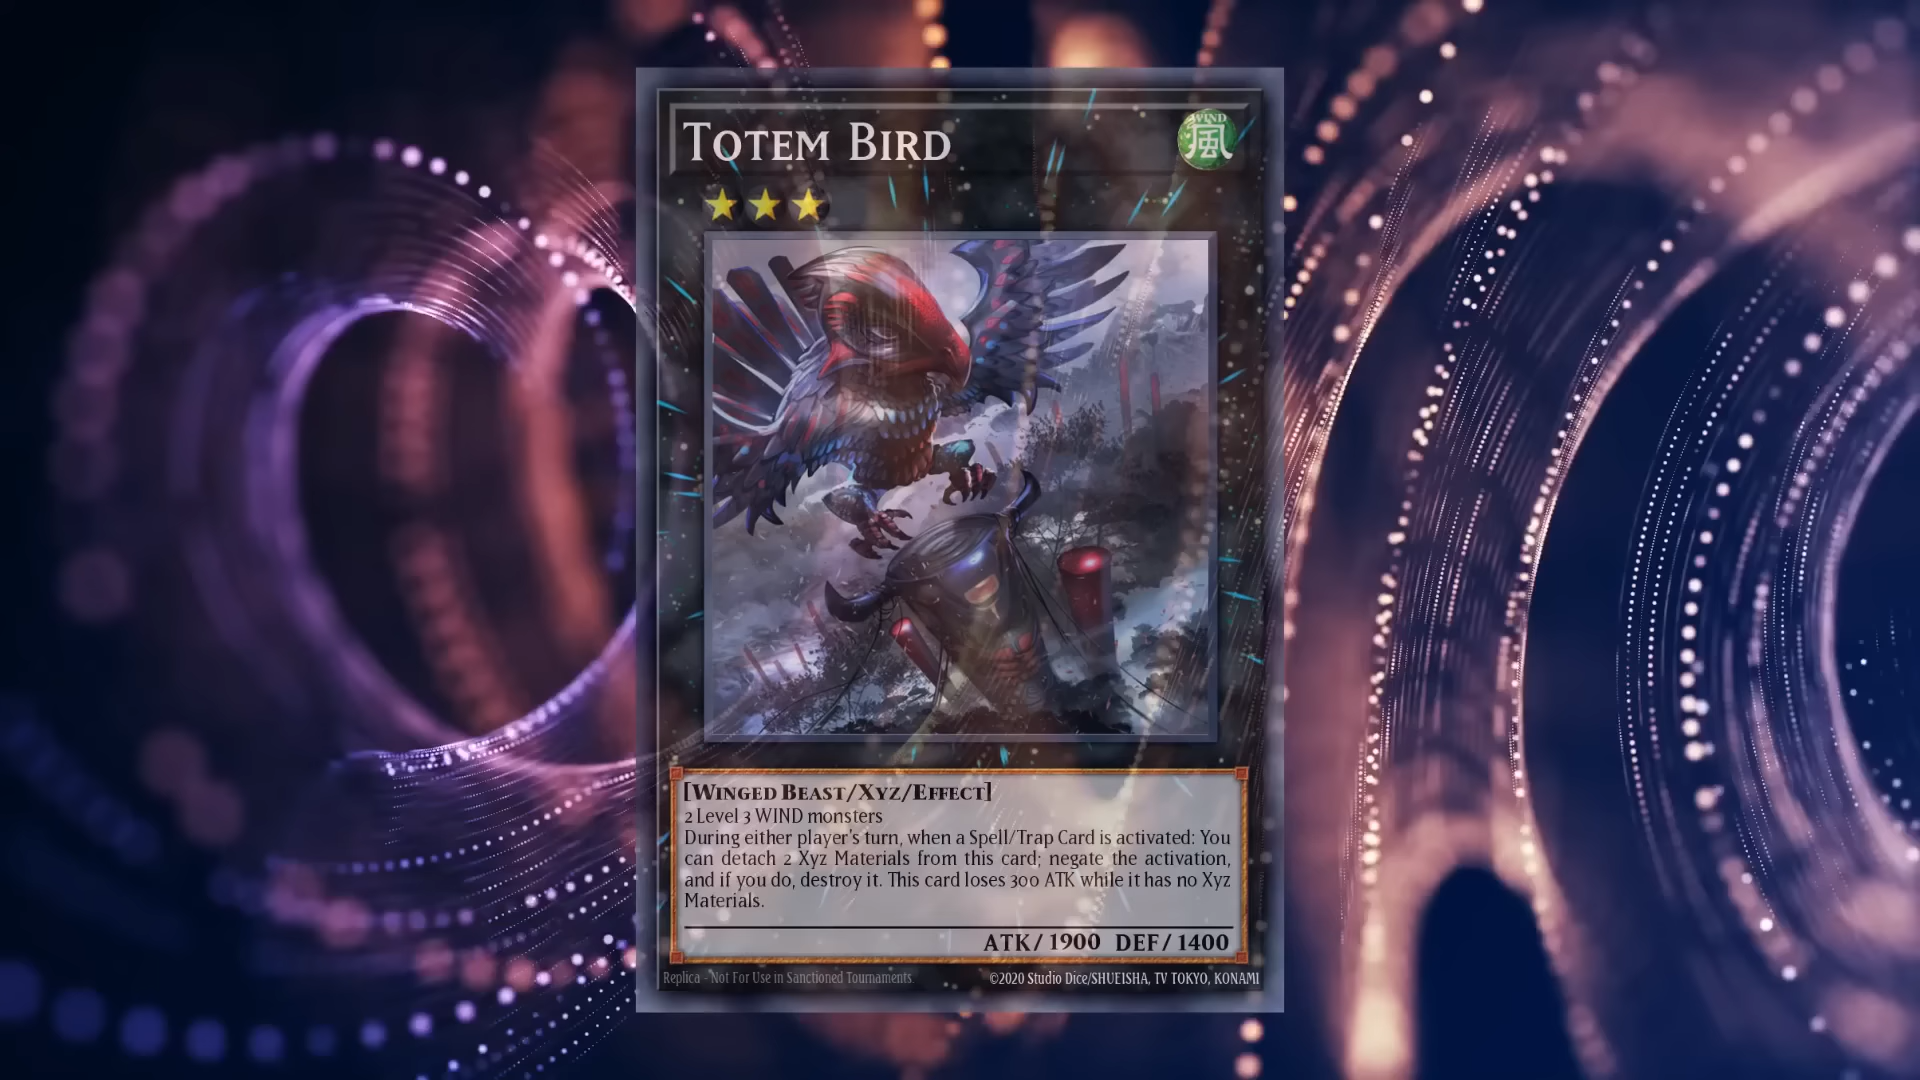 Totem Bird
WIND
風
[Winged Beast/Xyz/Effect]
2 Level 3 WIND monsters
During either player's turn, when a Spell/Trap Card is activated: You
can detach 2 Xyz Materials from this card; negate the activation,
and if you do, destroy it. This card loses 300 ATK while it has no Xyz
Materials.
ATK/ 1900 DEF/ 1400
Replica - Not For Use in Sanctioned Tournaments
©2020 Studio Dice/SHUEISHA, TV TOKYO, KONAMI